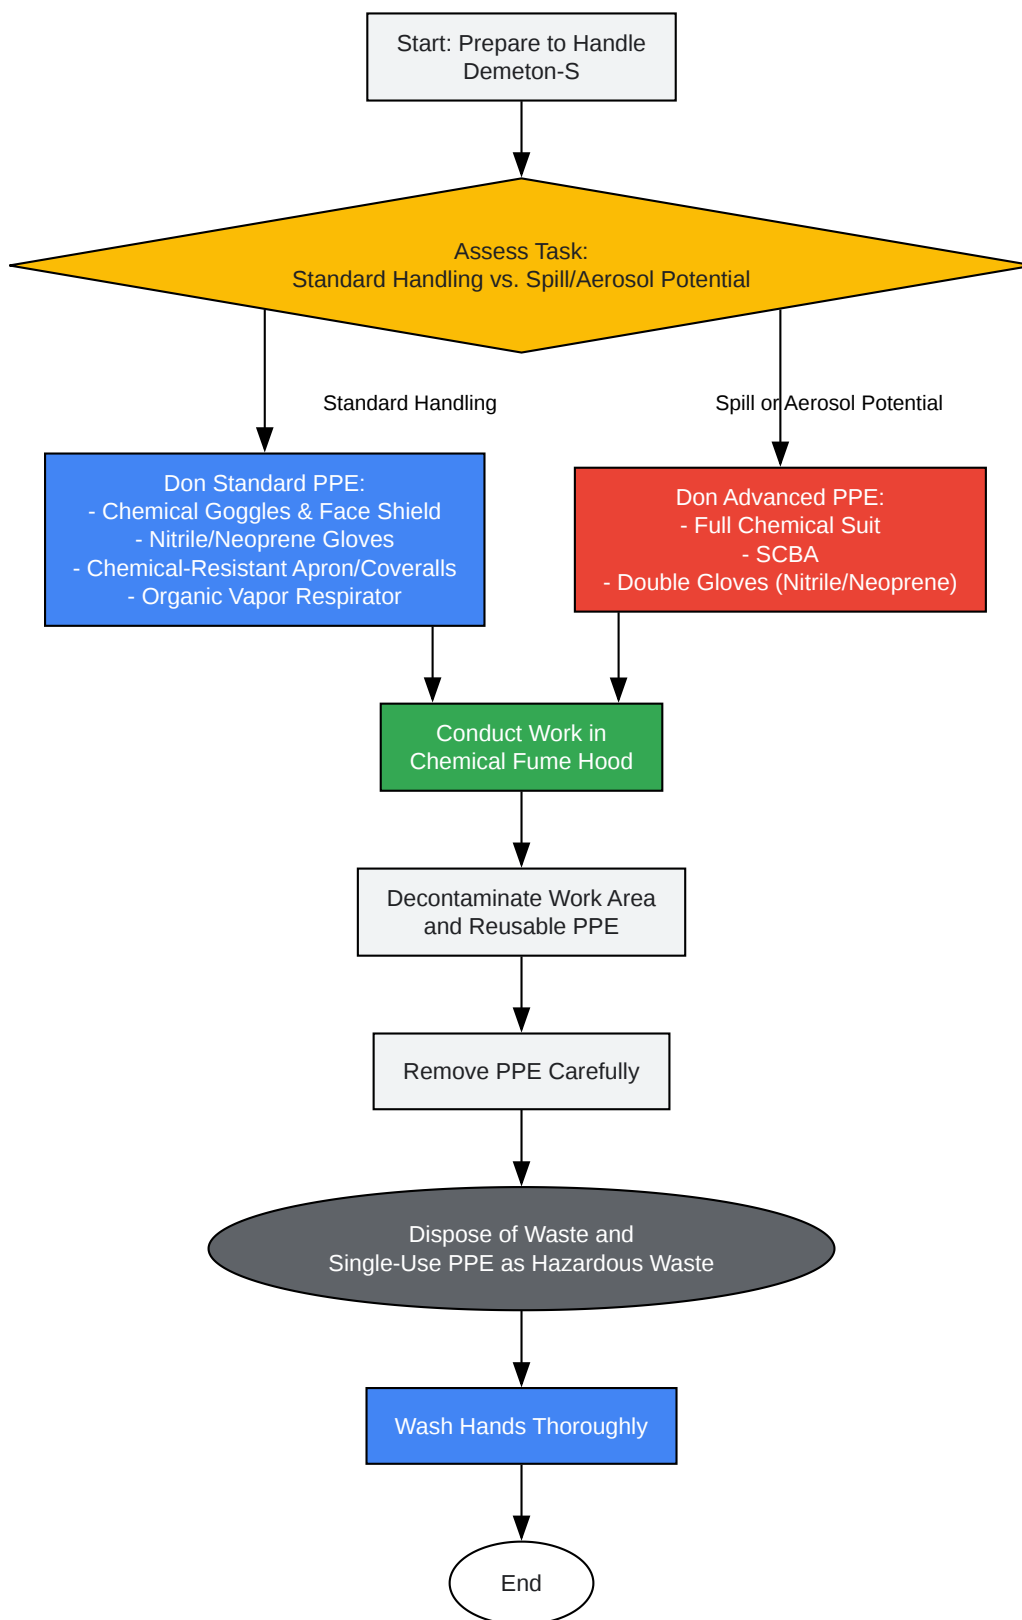 Start: Prepare to Handle
Demeton-S
Assess Task:
Standard Handling vs. Spill/Aerosol Potential
Standard Handling
Spill or Aerosol Potential
Don Standard PPE:
- Chemical Goggles & Face Shield
- Nitrile/Neoprene Gloves
- Chemical-Resistant Apron/Coveralls
- Organic Vapor Respirator
Don Advanced PPE:
- Full Chemical Suit
- SCBA
- Double Gloves (Nitrile/Neoprene)
Conduct Work in
Chemical Fume Hood
Decontaminate Work Area
and Reusable PPE
Remove PPE Carefully
Dispose of Waste and
Single-Use PPE as Hazardous Waste
Wash Hands Thoroughly
End